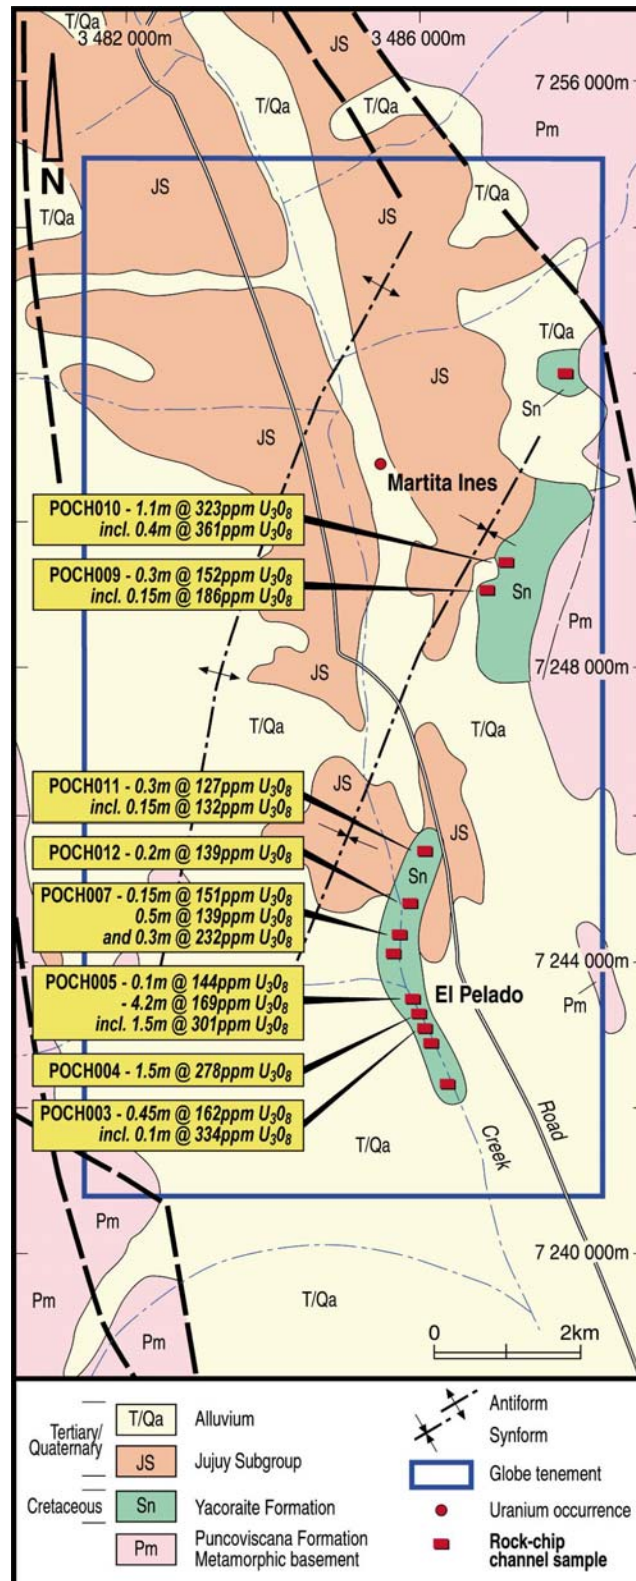 T/Qa
3 482 000m
3 486 000m
JS
7 256 000m
T/Qa
T/Qa
Pm
N
JS
T/Qa
T/Qa
JS
T/Qa
JS
Sn
JS
Martita Ines
POCH010 - 1.1m @ 323ppm U₃O₈
incl. 0.4m @ 361ppm U₃O₈
POCH009 - 0.3m @ 152ppm U₃O₈
incl. 0.15m @ 186ppm U₃O₈
Sn
Pm
JS
7 248 000m
T/Qa
T/Qa
POCH011 - 0.3m @ 127ppm U₃O₈
incl. 0.15m @ 132ppm U₃O₈
JS
JS
POCH012 - 0.2m @ 139ppm U₃O₈
Sn
POCH007 - 0.15m @ 151ppm U₃O₈
0.5m @ 139ppm U₃O₈
and 0.3m @ 232ppm U₃O₈
7 244 000m
POCH005 - 0.1m @ 144ppm U₃O₈
- 4.2m @ 169ppm U₃O₈
incl. 1.5m @ 301ppm U₃O₈
El Pelado
Pm
POCH004 - 1.5m @ 278ppm U₃O₈
POCH003 - 0.45m @ 162ppm U₃O₈
incl. 0.1m @ 334ppm U₃O₈
Road
Creek
T/Qa
Pm
7 240 000m
Pm
T/Qa
Pm
0 2km
Tertiary/
Quaternary
T/Qa Alluvium
JS Jujuy Subgroup
Cretaceous
Sn Yacoraite Formation
Pm Puncoviscana Formation
Metamorphic basement
Antiform
Synform
Globe tenement
Uranium occurrence
Rock-chip
channel sample